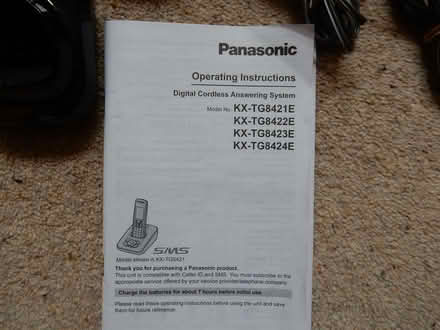 Panasonic
Operating Instructions
Digital Cordless Answering System
Model No. KX-TG8421E
KX-TG8422E
KX-TG8423E
KX-TG8424E
SMS
Model shown is KX-TG8421.
Thank you for purchasing a Panasonic product.
This unit is compatible with Caller ID and SMS. You must subscribe to the
appropriate service offered by your service provider/telephone company.
Charge the batteries for about 7 hours before initial use.
Please read these operating instructions before using the unit and save
them for future reference.